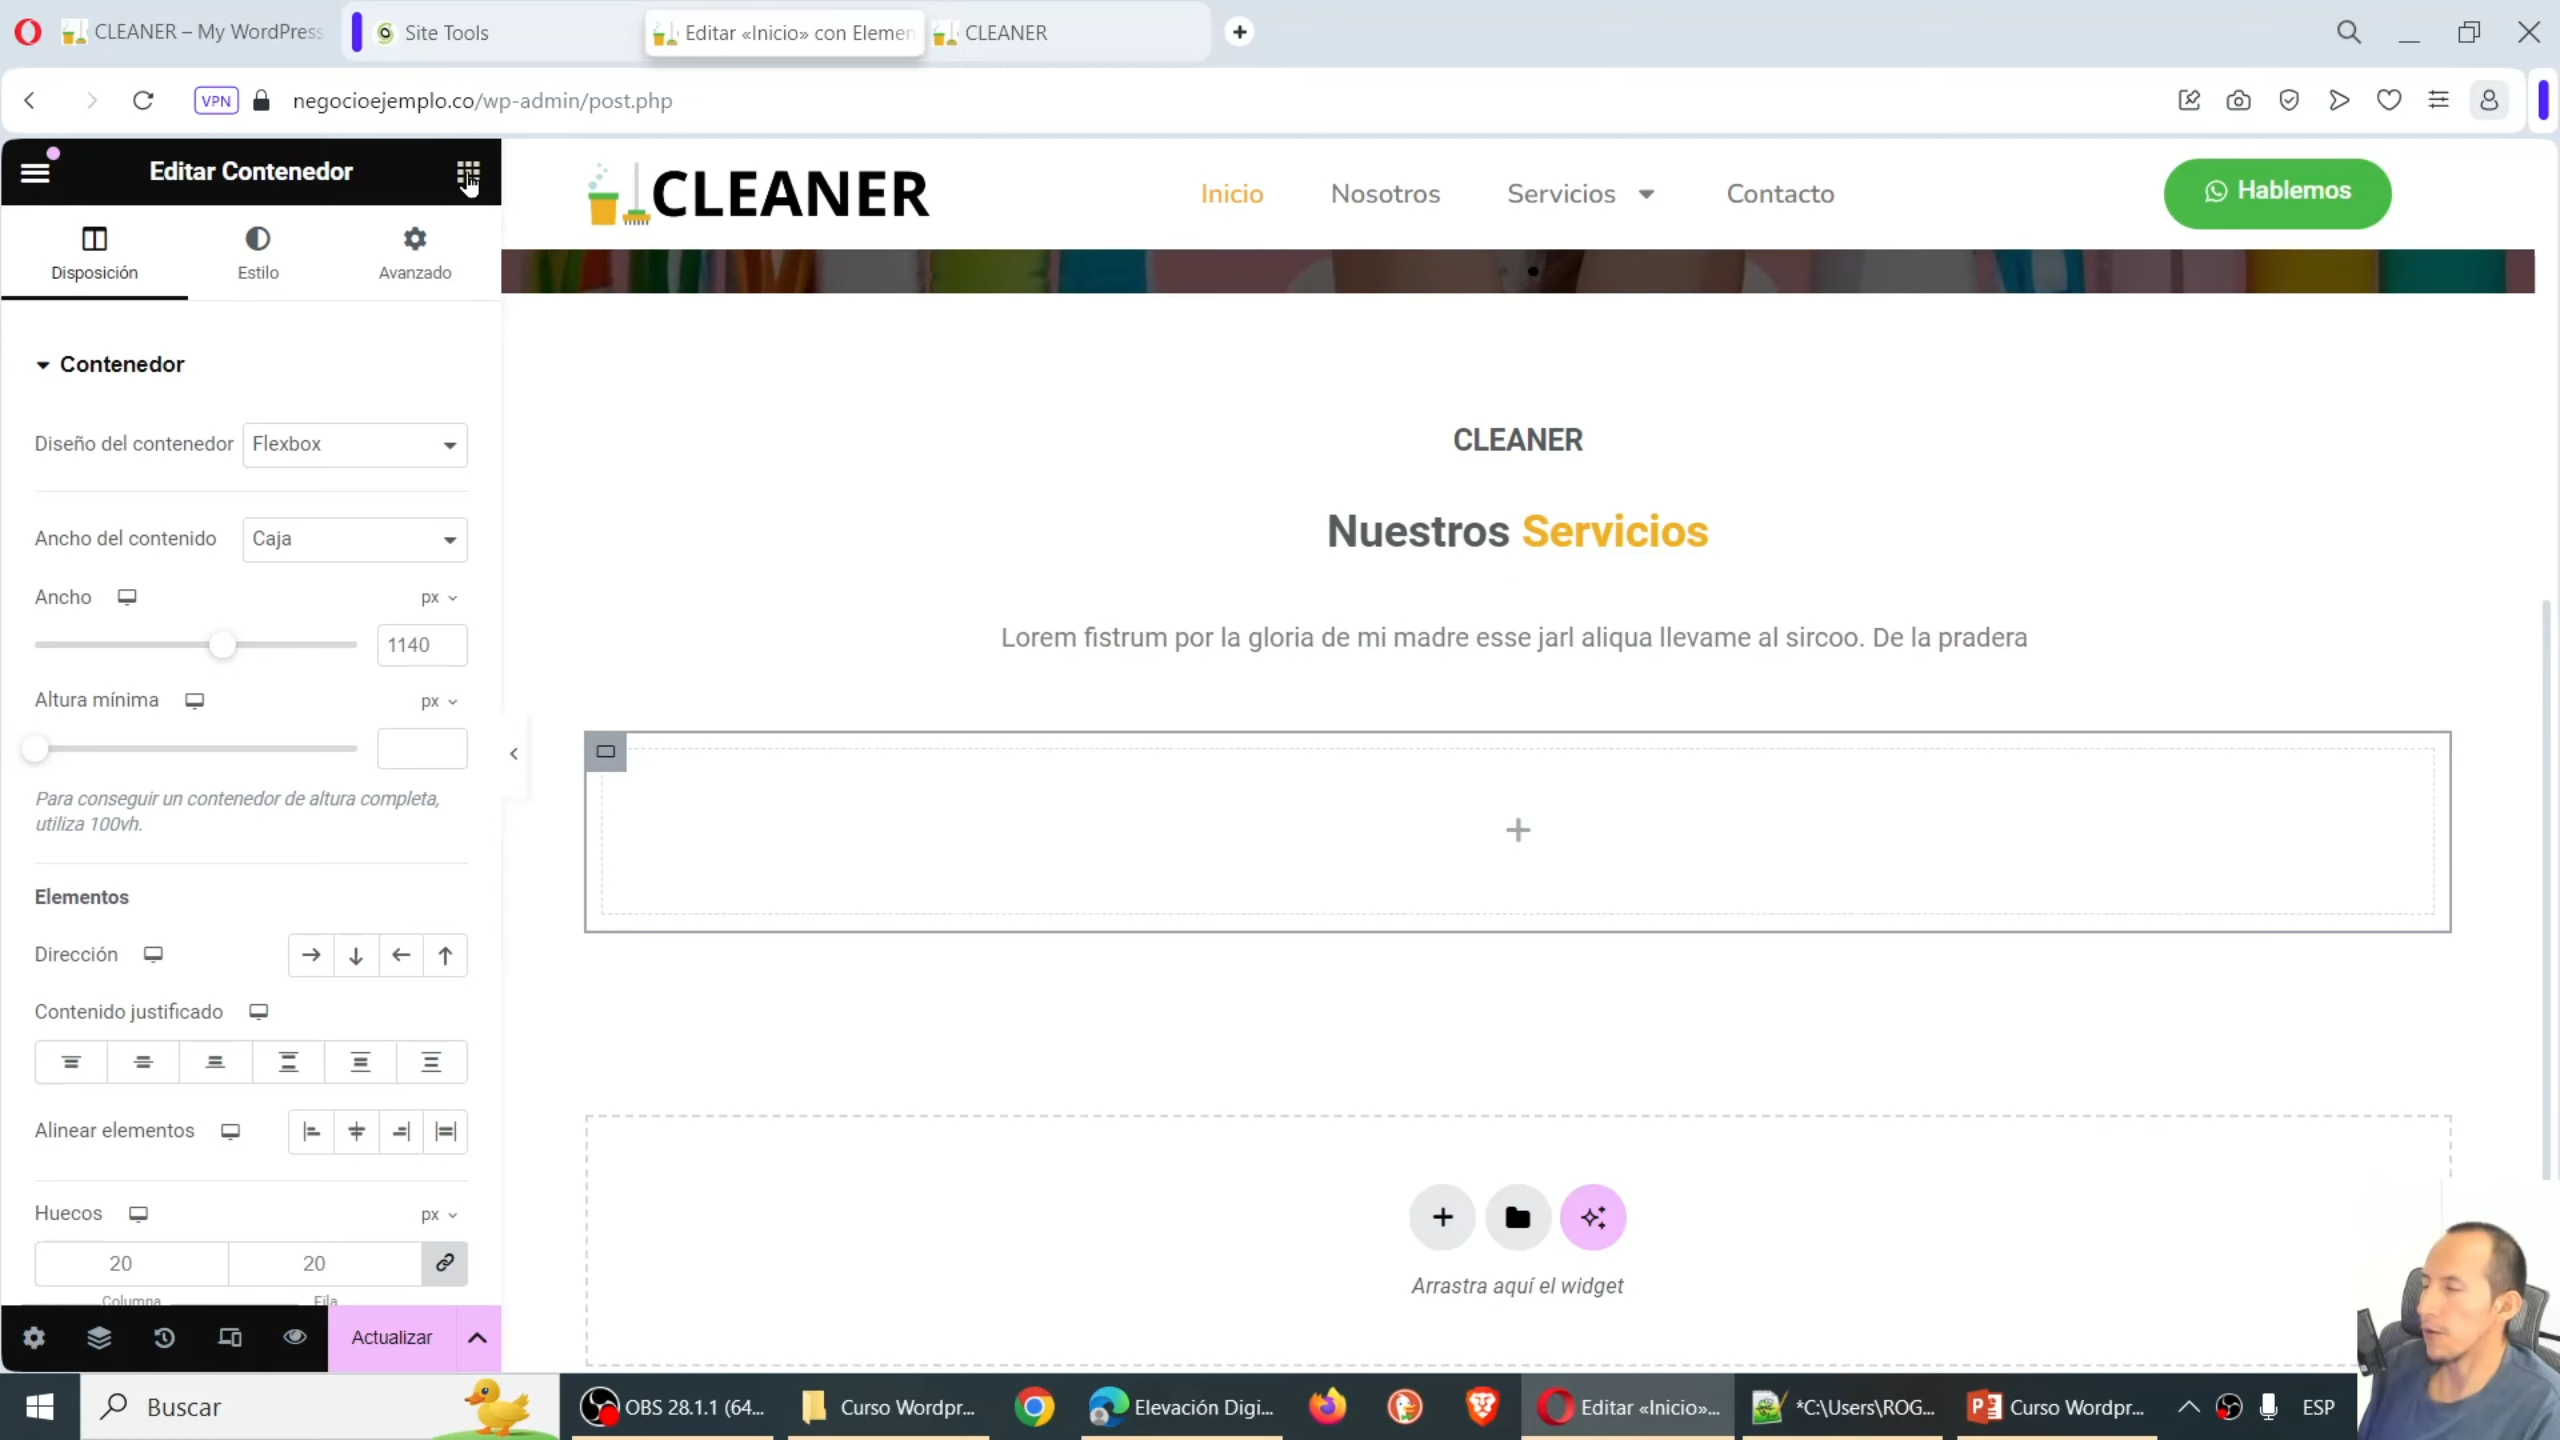 CLEANER – My WordPress
Site Tools
Editar «Inicio» con Elemen
CLEANER
VPN
negocioejemplo.co/wp-admin/post.php
Editar Contenedor
CLEANER
Inicio
Nosotros
Servicios
Contacto
Hablemos
Disposición
Estilo
Avanzado
Contenedor
Diseño del contenedor
Flexbox
Ancho del contenido
Caja
Ancho
px
1140
Altura mínima
px
Para conseguir un contenedor de altura completa,
utiliza 100vh.
Elementos
Dirección
Contenido justificado
Alinear elementos
Huecos
px
20
20
Columna
Fila
Actualizar
CLEANER
Nuestros Servicios
Lorem fistrum por la gloria de mi madre esse jarl aliqua llevame al sircoo. De la pradera
Arrastra aquí el widget
Buscar
OBS 28.1.1 (64...
Curso Wordpr...
Elevación Digi...
Editar «Inicio»...
*C:\Users\ROG...
Curso Wordpr...
ESP